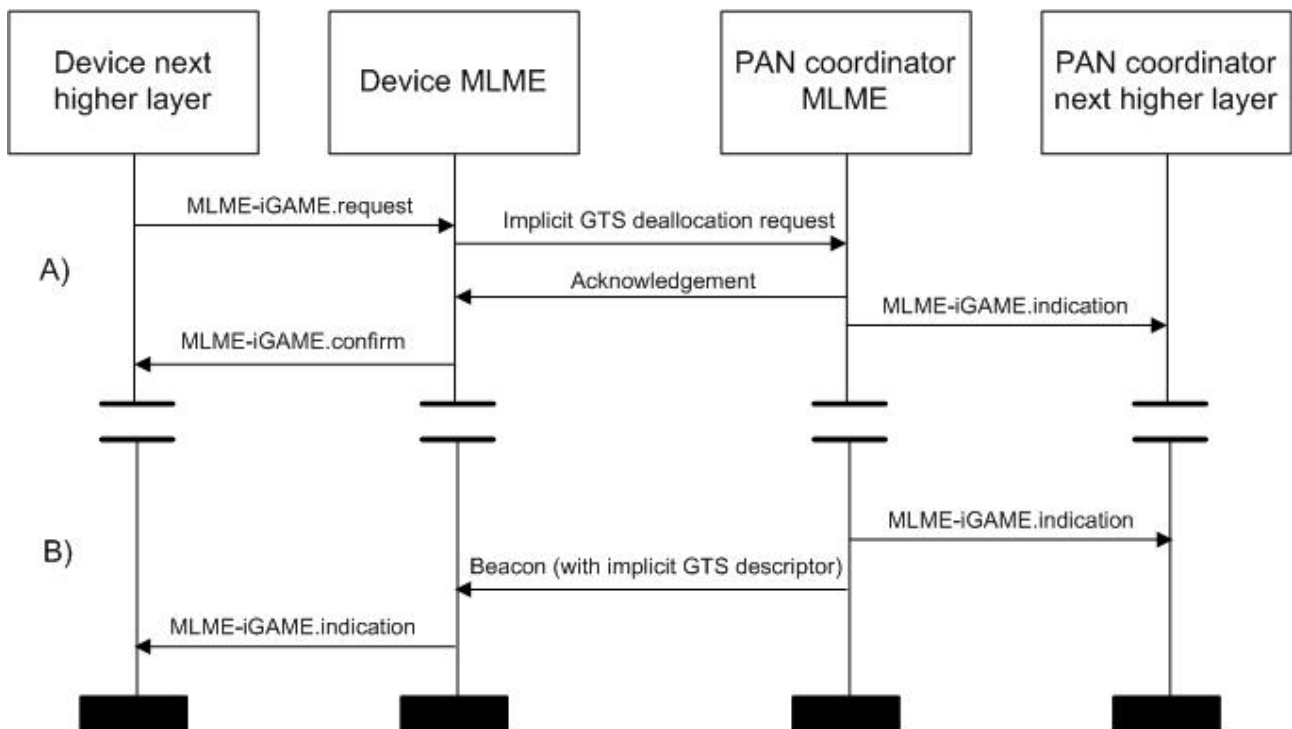 Device next
higher layer
Device MLME
PAN coordinator
MLME
PAN coordinator
next higher layer
MLME-iGAME.request
Implicit GTS deallocation request
A)
Acknowledgement
MLME-iGAME.indication
MLME-iGAME.confirm
MLME-iGAME.indication
B)
Beacon (with implicit GTS descriptor)
MLME-iGAME.indication